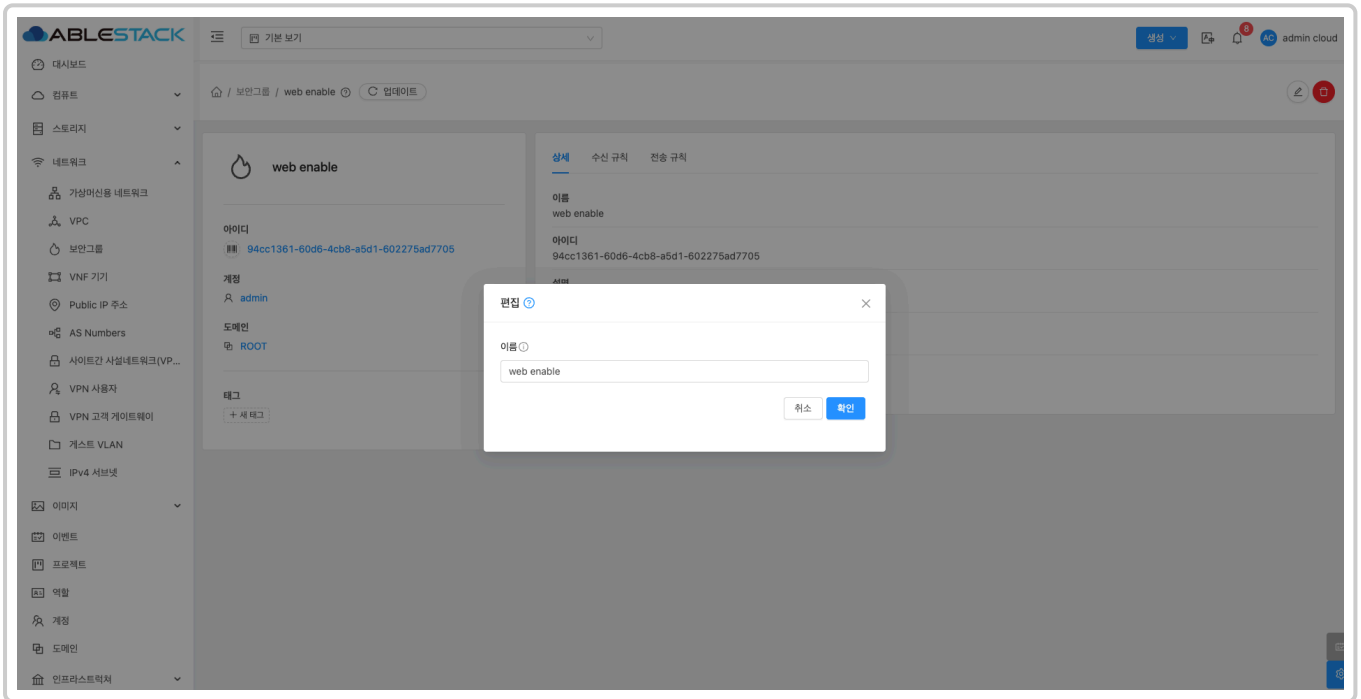 ABLESTACK
기본 보기
생성
8
AC
admin cloud
대시보드
컴퓨트
스토리지
네트워크
가상머신용 네트워크
VPC
보안그룹
VNF 기기
Public IP 주소
AS Numbers
사이트간 사설네트워크(VP...
VPN 사용자
VPN 고객 게이트웨이
게스트 VLAN
IPv4 서브넷
이미지
이벤트
프로젝트
역할
계정
도메인
인프라스트럭쳐
/ 보안그룹 / web enable
업데이트
web enable
아이디
94cc1361-60d6-4cb8-a5d1-602275ad7705
계정
admin
도메인
ROOT
태그
+ 새 태그
상세 수신 규칙 전송 규칙
이름
web enable
아이디
94cc1361-60d6-4cb8-a5d1-602275ad7705
설명
편집
이름
web enable
취소 확인